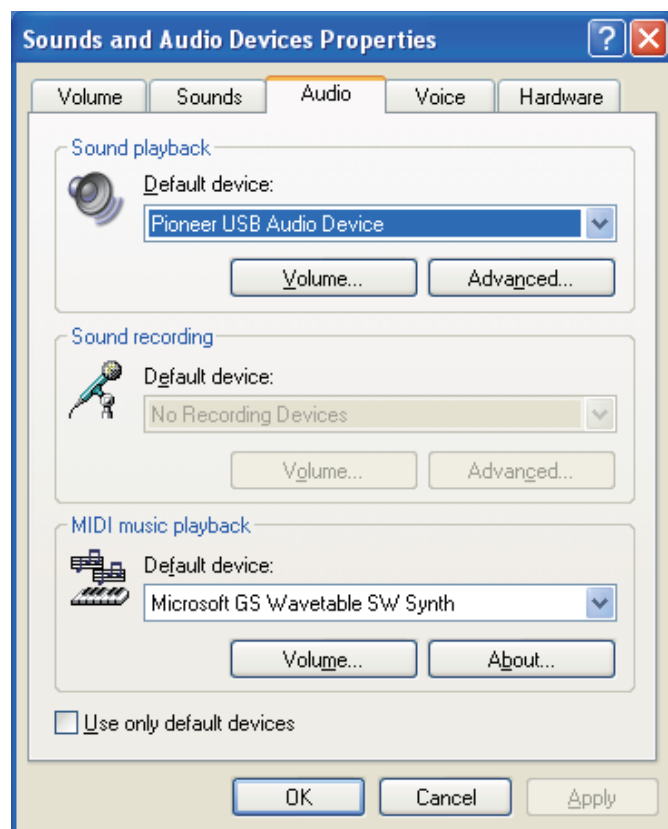 Sounds and Audio Devices Properties
Volume Sounds Audio Voice Hardware
Sound playback
Default device:
Pioneer USB Audio Device
Volume... Advanced...
Sound recording
Default device:
No Recording Devices
Volume... Advanced...
MIDI music playback
Default device:
Microsoft GS Wavetable SW Synth
Volume... About...
Use only default devices
OK Cancel Apply